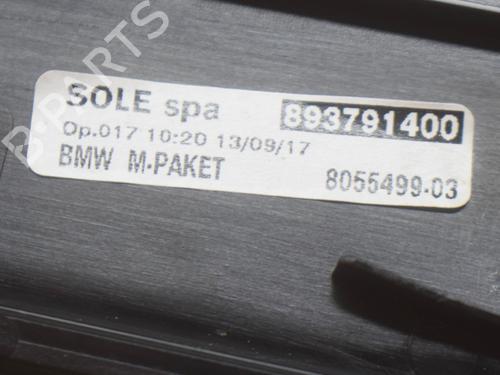 B-PARTS
SOLE spa 893791400
Op.017 10:20 13/09/17
BMW M-PAKET 8055499-03